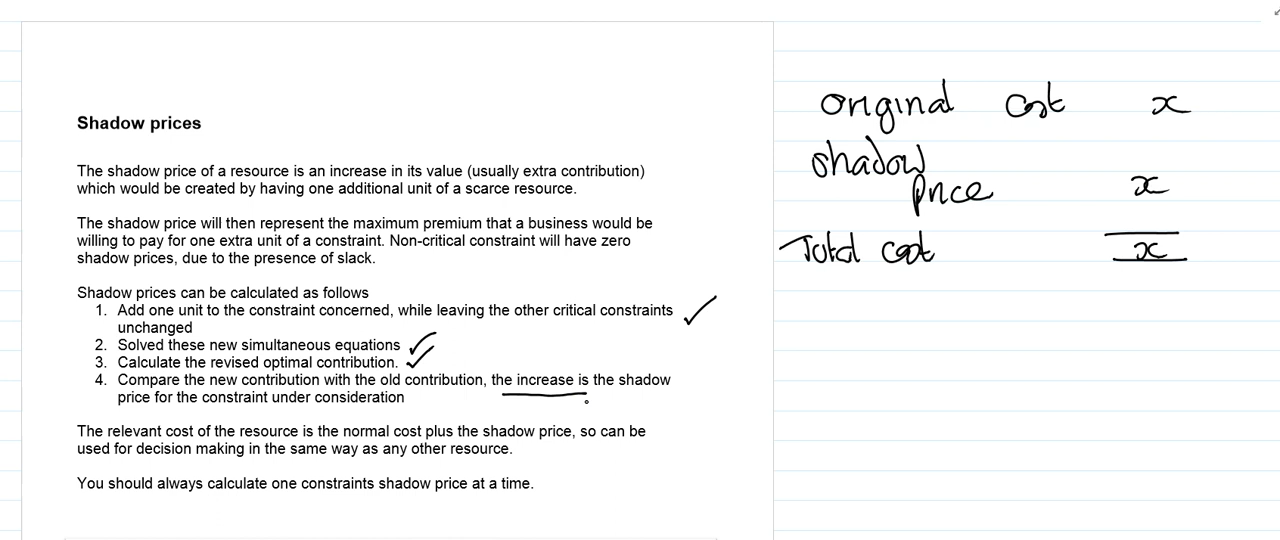 Shadow prices
The shadow price of a resource is an increase in its value (usually extra contribution)
which would be created by having one additional unit of a scarce resource.
The shadow price will then represent the maximum premium that a business would be
willing to pay for one extra unit of a constraint. Non-critical constraint will have zero
shadow prices, due to the presence of slack.
Shadow prices can be calculated as follows
1. Add one unit to the constraint concerned, while leaving the other critical constraints
unchanged
2. Solved these new simultaneous equations
3. Calculate the revised optimal contribution.
4. Compare the new contribution with the old contribution, the increase is the shadow
price for the constraint under consideration
The relevant cost of the resource is the normal cost plus the shadow price, so can be
used for decision making in the same way as any other resource.
You should always calculate one constraints shadow price at a time.
original cost x
shadow
price x
Total cost x